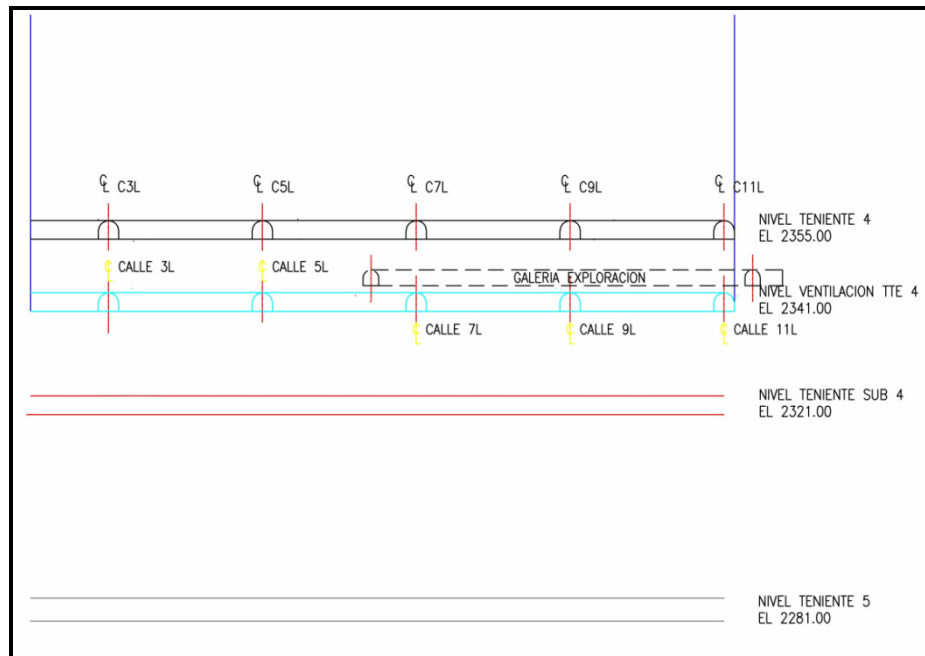 ℄ C3L
℄ C5L
℄ C7L
℄ C9L
℄ C11L
NIVEL TENIENTE 4
EL 2355.00
℄ CALLE 3L
℄ CALLE 5L
GALERIA EXPLORACION
NIVEL VENTILACION TTE 4
EL 2341.00
℄ CALLE 7L
℄ CALLE 9L
℄ CALLE 11L
NIVEL TENIENTE SUB 4
EL 2321.00
NIVEL TENIENTE 5
EL 2281.00